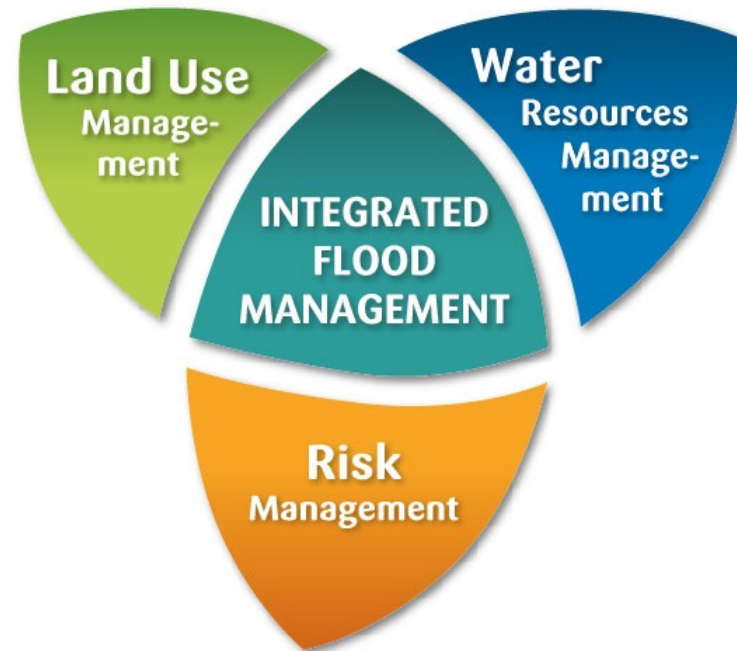 Land Use
Manage-
ment
Water
Resources
Manage-
ment
INTEGRATED
FLOOD
MANAGEMENT
Risk
Management